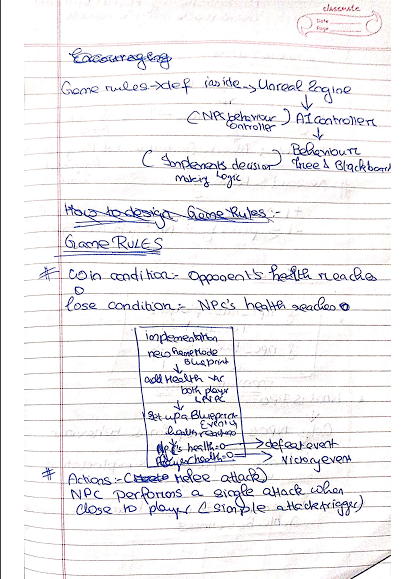 classmate
Date
Page
Encouraging
Game rules → def inside → Unreal Engine
(NPC behaviour controller) AI controller
Behaviour Tree & Blackboard
(Implements decision
making logic
How to design Game Rules:-
GAME RULES
# Win condition:- Opponent's health reaches
0
lose condition:- NPC's health reaches 0
Implementation
new GameMode
Blueprint
add Health var
both player
& NPC
Set up a Blueprint
Event if
health reaches 0
NPC's health=0 → defeat event
Player health=0 → Victory event
# Actions:- (Melee attack)
NPC performs a single attack when
close to player (simple attack trigger)